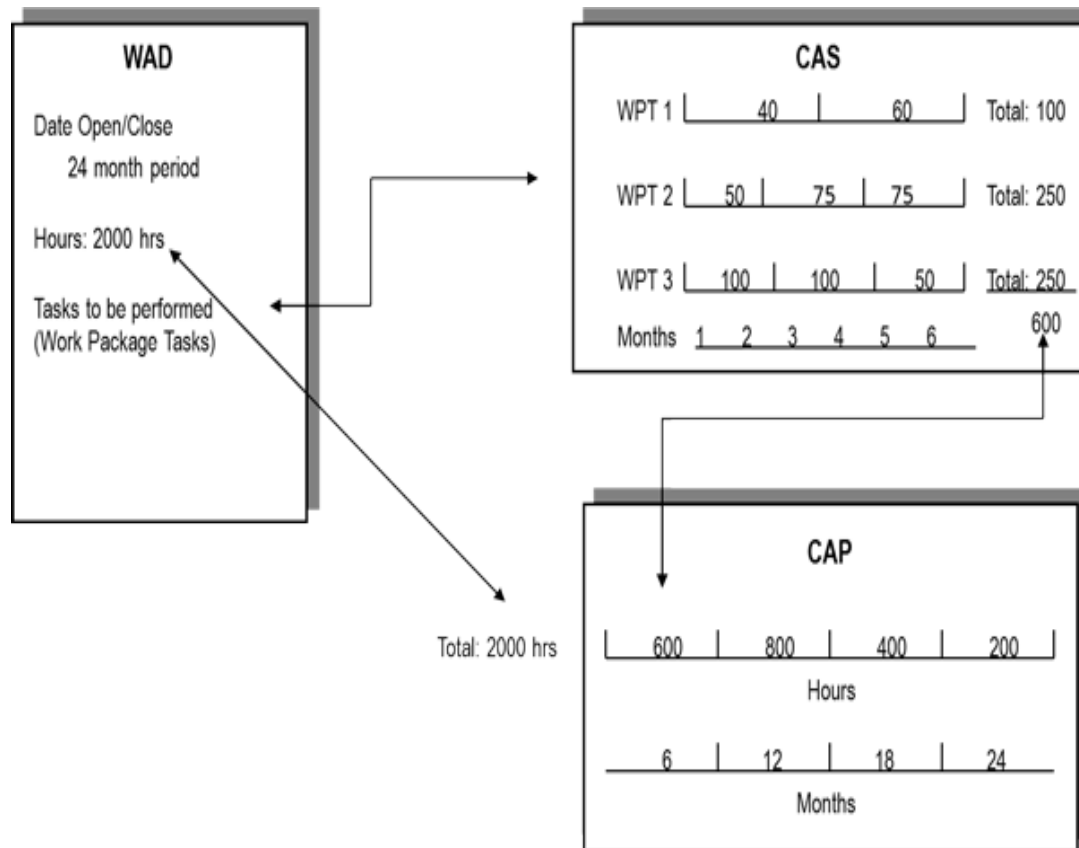 WAD
Date Open/Close
24 month period
Hours: 2000 hrs
Tasks to be performed
(Work Package Tasks)
CAS
WPT 1 40 60 Total: 100
WPT 2 50 75 75 Total: 250
WPT 3 100 100 50 Total: 250
600
Months 1 2 3 4 5 6
CAP
Total: 2000 hrs
600 800 400 200
Hours
6 12 18 24
Months